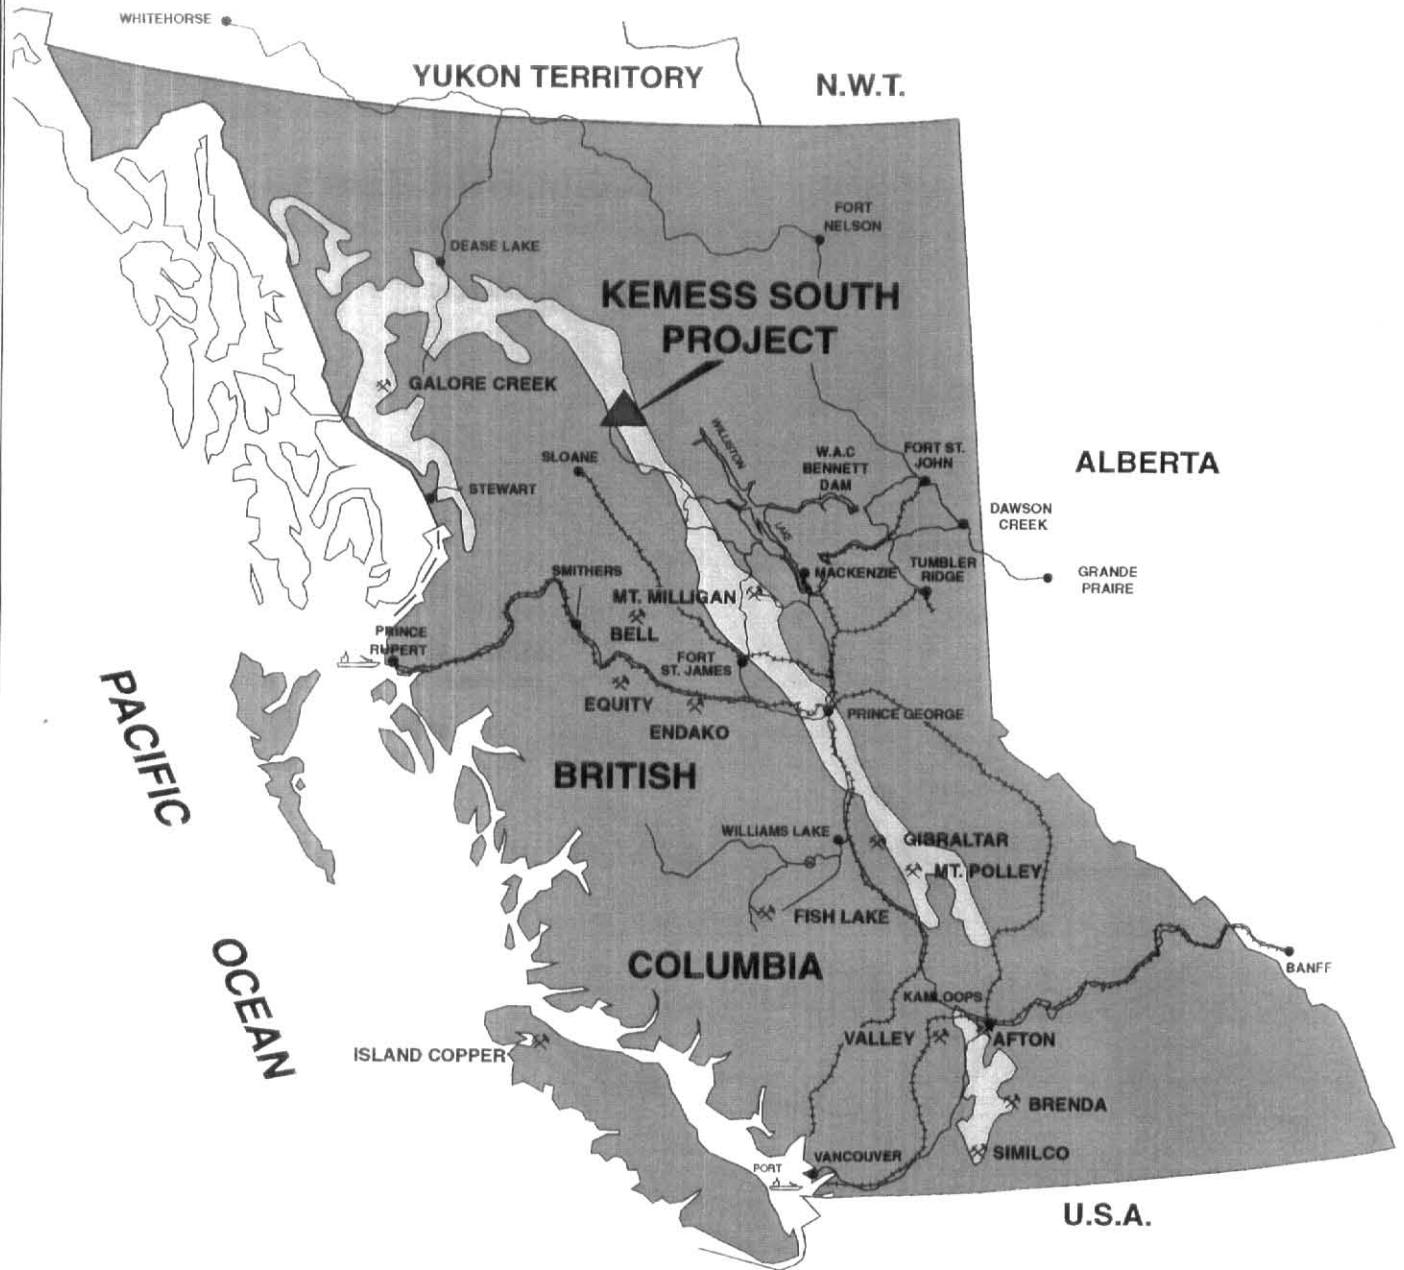 WHITEHORSE
YUKON TERRITORY
N.W.T.
FORT
NELSON
DEASE LAKE
KEMESS SOUTH
PROJECT
GALORE CREEK
WILLISTON
LAKE
W.A.C
BENNETT
DAM
FORT ST.
JOHN
ALBERTA
SLOANE
STEWART
DAWSON
CREEK
SMITHERS
MACKENZIE
TUMBLER
RIDGE
GRANDE
PRAIRE
MT. MILLIGAN
BELL
PRINCE
RUPERT
FORT
ST. JAMES
EQUITY
ENDAKO
PRINCE GEORGE
PACIFIC
OCEAN
BRITISH
COLUMBIA
WILLIAMS LAKE
GIBRALTAR
MT. POLLEY
FISH LAKE
BANFF
KAMLOOPS
VALLEY
AFTON
ISLAND COPPER
BRENDA
SIMILCO
VANCOUVER
PORT
U.S.A.